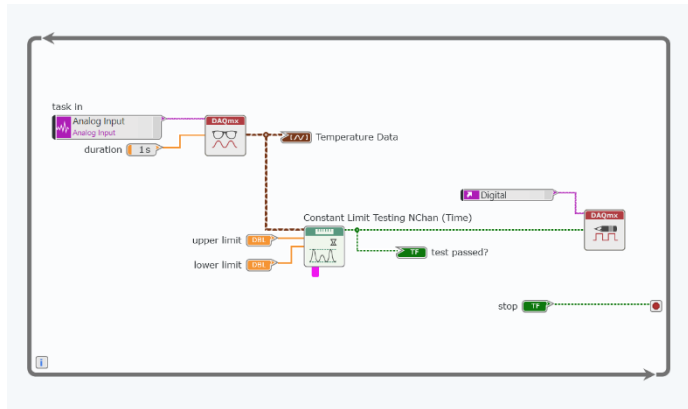 task in
Analog Input
Analog Input
DAQmx
duration
1s
Temperature Data
Digital
DAQmx
Constant Limit Testing NChan (Time)
upper limit
DBL
TF
test passed?
lower limit
DBL
stop
TF
i